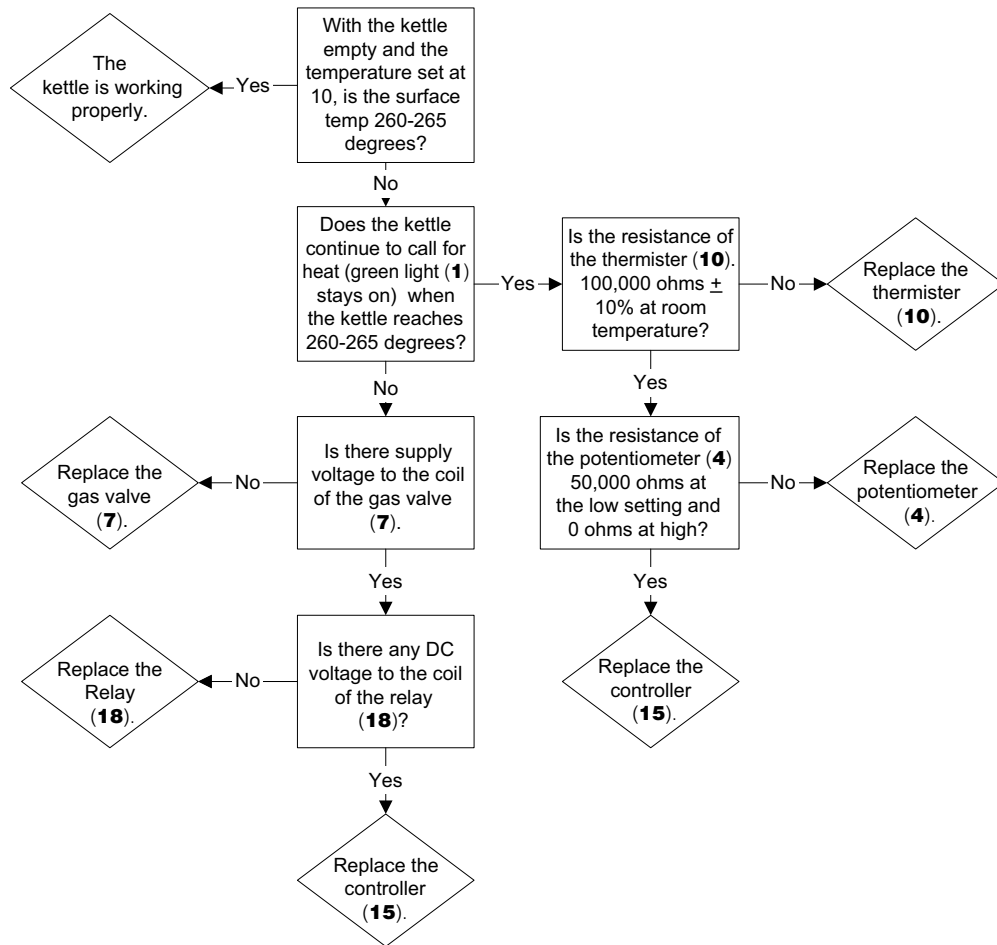 With the kettle
empty and the
temperature set at
10, is the surface
temp 260-265
degrees?
Yes
The
kettle is working
properly.
No
Does the kettle
continue to call for
heat (green light (1)
stays on) when
the kettle reaches
260-265 degrees?
Yes
Is the resistance of
the thermister (10).
100,000 ohms ±
10% at room
temperature?
No
Replace the
thermister
(10).
No
Yes
Is there supply
voltage to the coil
of the gas valve
(7).
No
Replace the
gas valve
(7).
Is the resistance of
the potentiometer (4)
50,000 ohms at
the low setting and
0 ohms at high?
No
Replace the
potentiometer
(4).
Yes
Yes
Is there any DC
voltage to the coil
of the relay
(18)?
No
Replace the
Relay
(18).
Replace the
controller
(15).
Yes
Replace the
controller
(15).